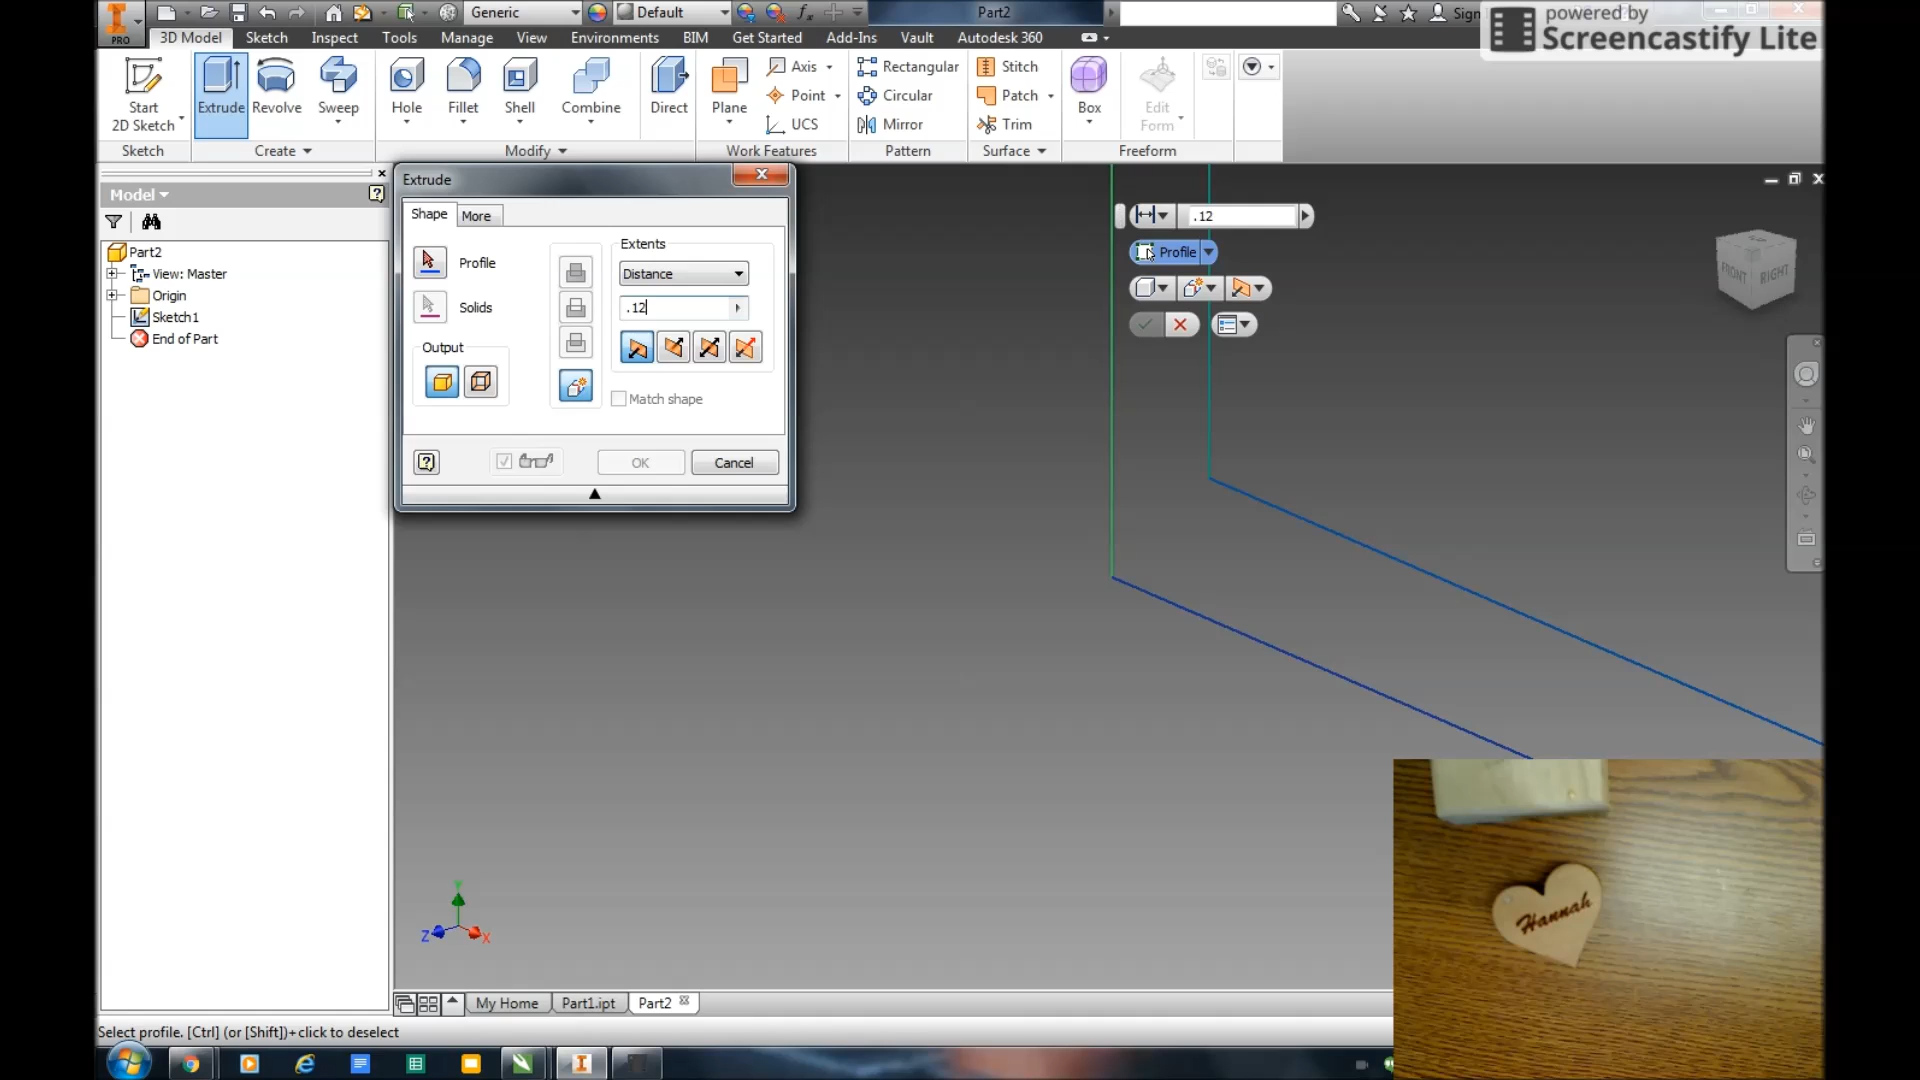 Generic
Default
Part2
Sign
powered by
Screencastify Lite
PRO
3D Model
Sketch
Inspect
Tools
Manage
View
Environments
BIM
Get Started
Add-Ins
Vault
Autodesk 360
Start
2D Sketch
Extrude
Revolve
Sweep
Hole
Fillet
Shell
Combine
Direct
Plane
Axis
Point
UCS
Rectangular
Circular
Mirror
Stitch
Patch
Trim
Box
Edit
Form
Sketch
Create
Modify
Work Features
Pattern
Surface
Freeform
Model
Part2
View: Master
Origin
Sketch1
End of Part
Extrude
Shape
More
Profile
Solids
Output
Extents
Distance
.12
Match shape
OK
Cancel
.12
Profile
FRONT
RIGHT
Y
Z
X
Hannah
My Home
Part1.ipt
Part2
Select profile. [Ctrl] (or [Shift])+click to deselect